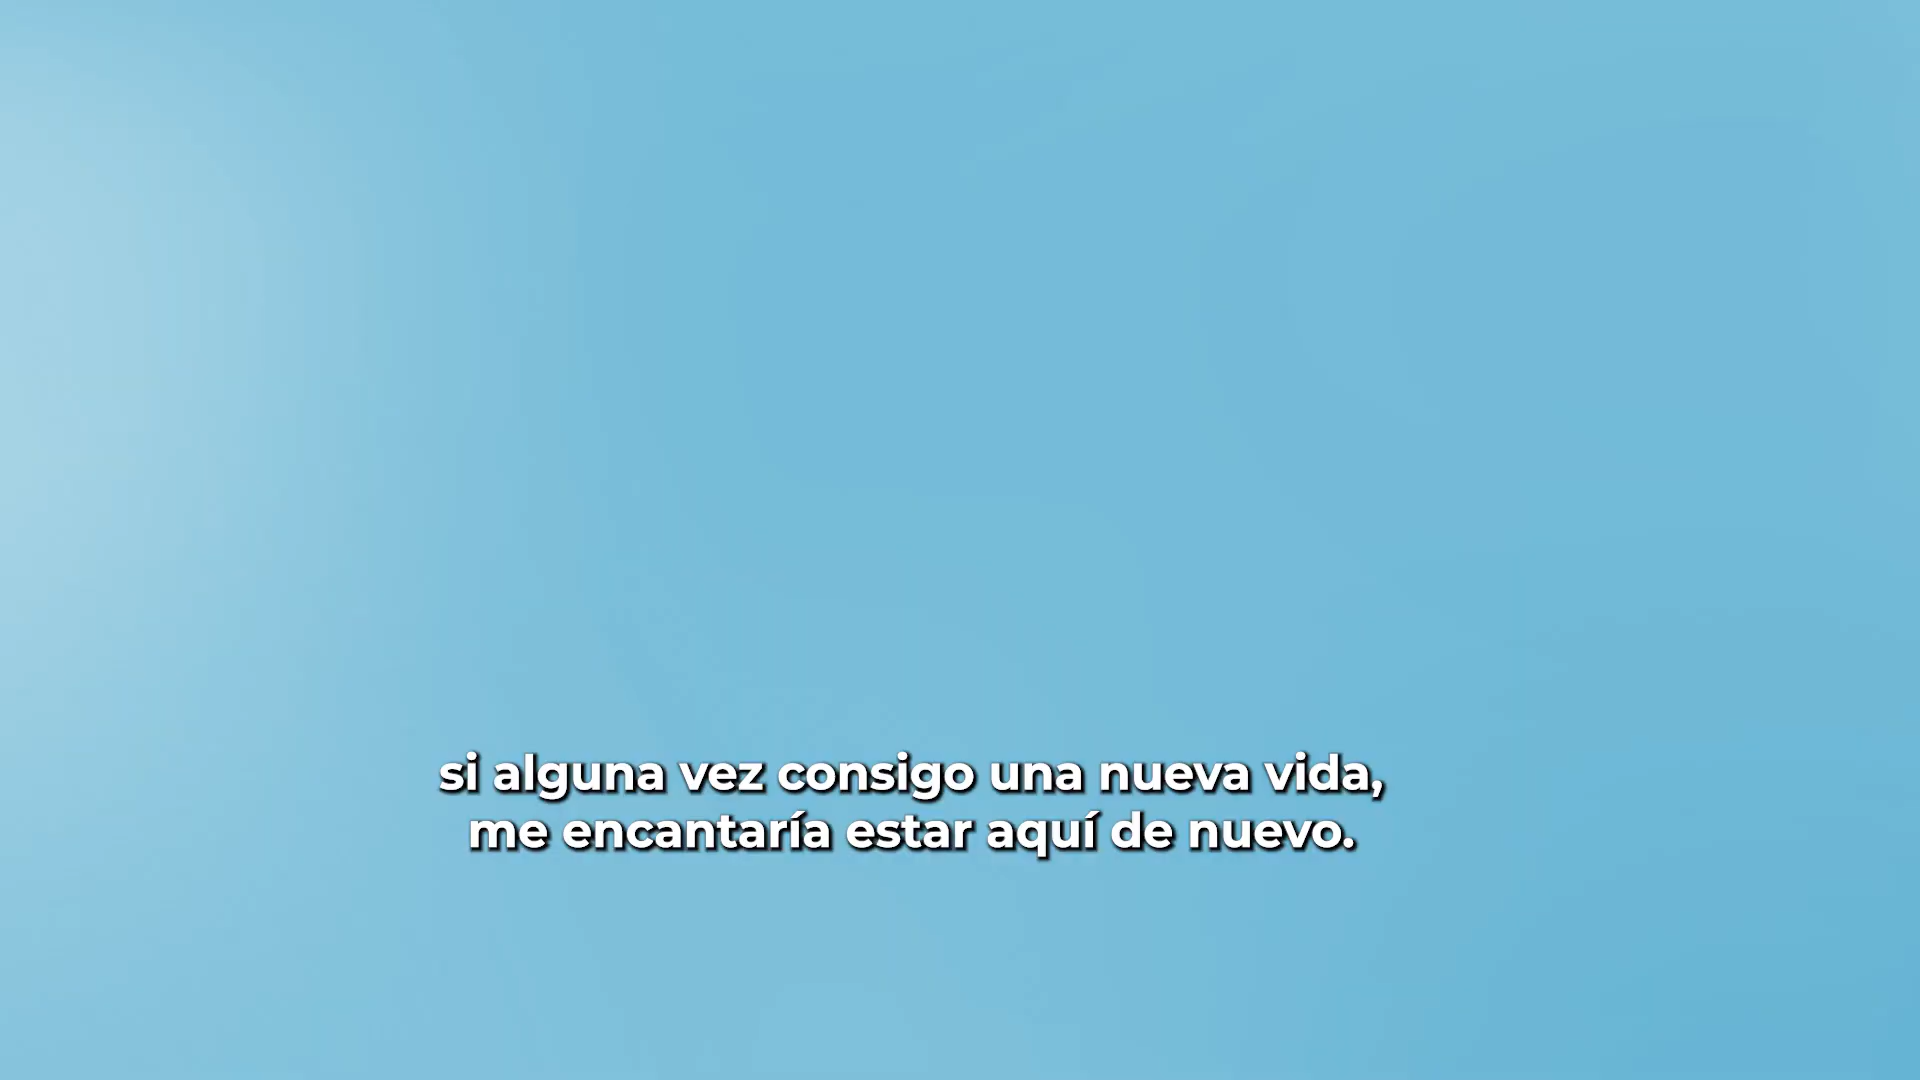 si alguna vez consigo una nueva vida,
me encantaría estar aquí de nuevo.